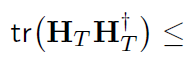 tr(𝐇_T 𝐇_T^†) ≤